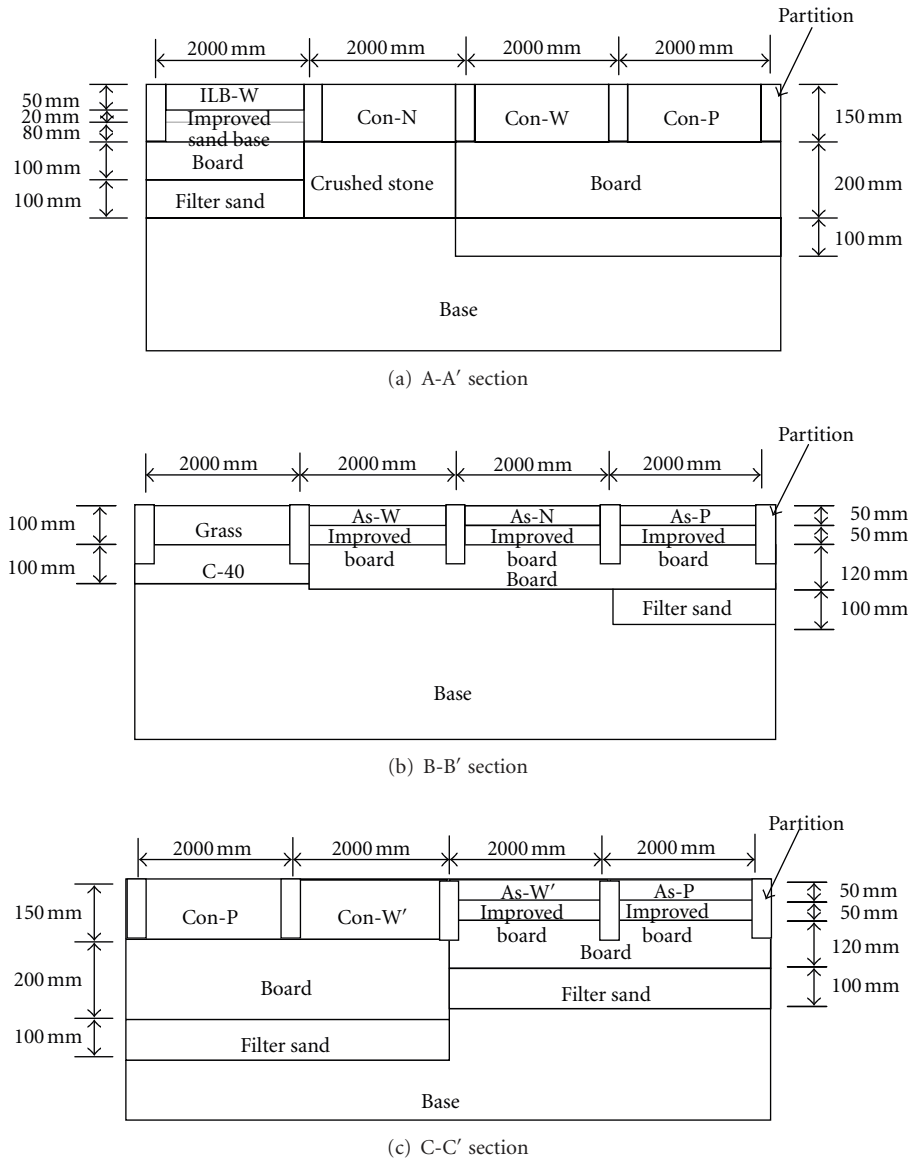 Partition
2000 mm 2000 mm 2000 mm 2000 mm
50 mm
20 mm
80 mm
100 mm
100 mm
ILB-W
Improved
sand base
Board
Filter sand
Con-N
Crushed stone
Con-W
Con-P
Board
150 mm
200 mm
100 mm
Base
(a) A-A′ section
Partition
2000 mm 2000 mm 2000 mm 2000 mm
100 mm
100 mm
Grass
C-40
As-W
Improved
board
As-N
Improved
board
As-P
Improved
board
Board
Filter sand
50 mm
50 mm
120 mm
100 mm
Base
(b) B-B′ section
Partition
2000 mm 2000 mm 2000 mm 2000 mm
150 mm
200 mm
100 mm
Con-P
Con-W′
Board
Filter sand
As-W′
Improved
board
As-P
Improved
board
Board
Filter sand
50 mm
50 mm
120 mm
100 mm
Base
(c) C-C′ section